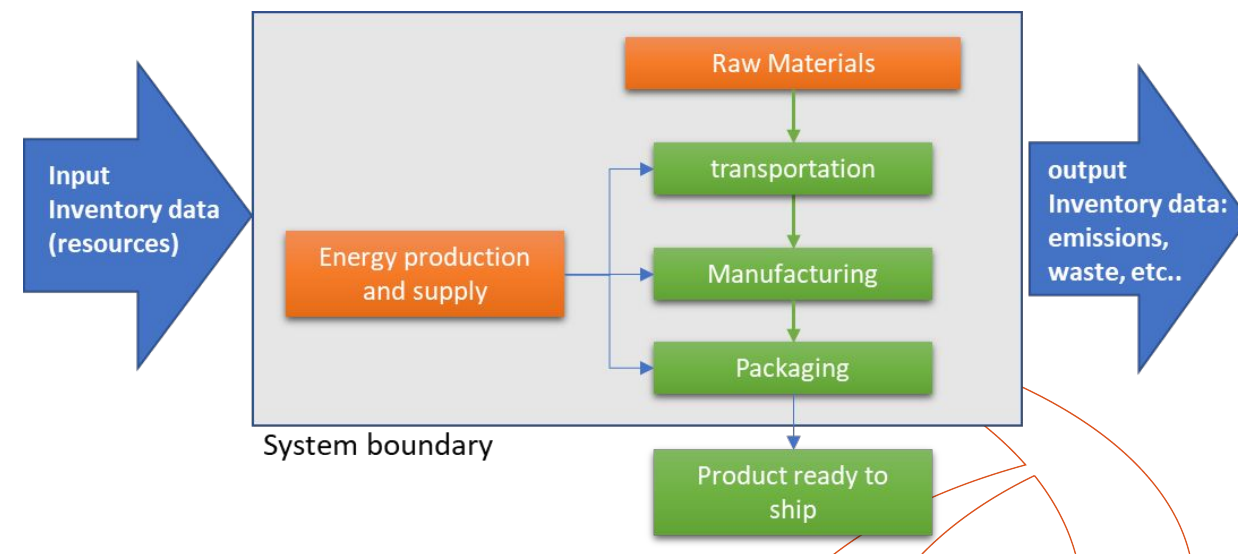 Raw Materials
Input
Inventory data
(resources)
transportation
output
Inventory data:
emissions,
waste, etc..
Energy production
and supply
Manufacturing
Packaging
System boundary
Product ready to
ship